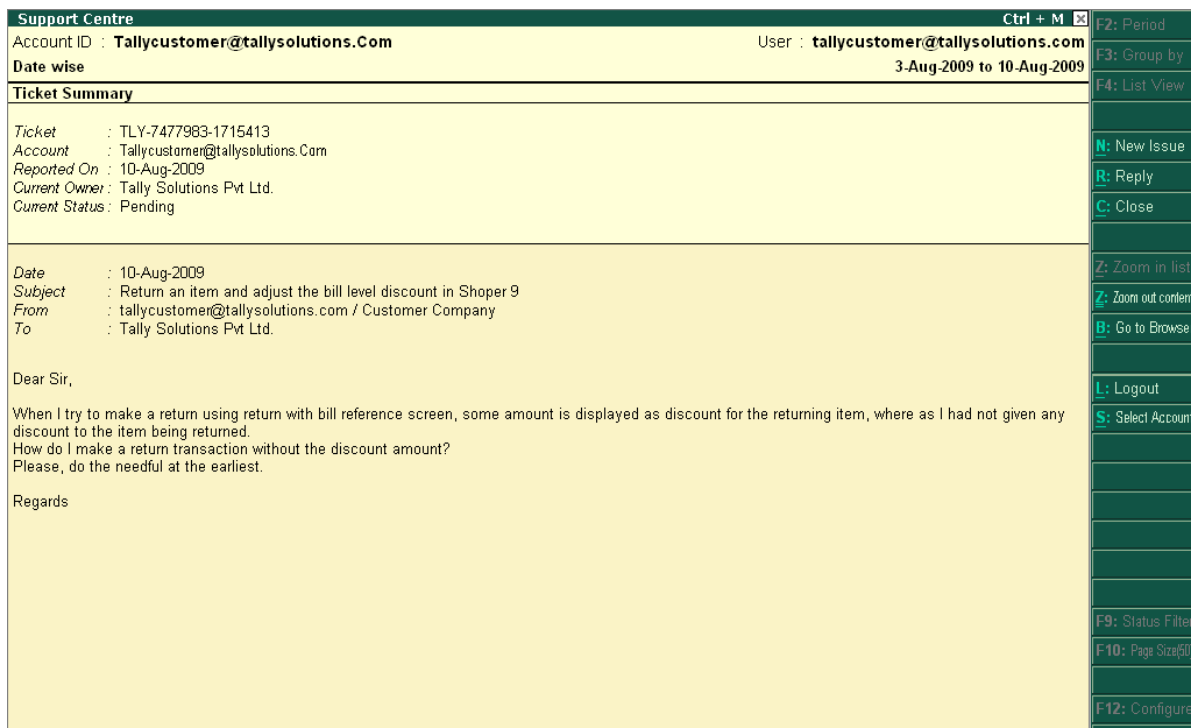 Support Centre Ctrl + M
Account ID : Tallycustomer@tallysolutions.Com User : tallycustomer@tallysolutions.com
Date wise 3-Aug-2009 to 10-Aug-2009
Ticket Summary
Ticket : TLY-7477983-1715413
Account : Tallycustomer@tallysolutions.Com
Reported On : 10-Aug-2009
Current Owner : Tally Solutions Pvt Ltd.
Current Status : Pending
Date : 10-Aug-2009
Subject : Return an item and adjust the bill level discount in Shoper 9
From : tallycustomer@tallysolutions.com / Customer Company
To : Tally Solutions Pvt Ltd.
Dear Sir,
When I try to make a return using return with bill reference screen, some amount is displayed as discount for the returning item, where as I had not given any
discount to the item being returned.
How do I make a return transaction without the discount amount?
Please, do the needful at the earliest.
Regards
F2: Period
F3: Group by
F4: List View
N: New Issue
R: Reply
C: Close
Z: Zoom in list
Z: Zoom out conten
B: Go to Browse
L: Logout
S: Select Accoun
F9: Status Filte
F10: Page Size(50
F12: Configure